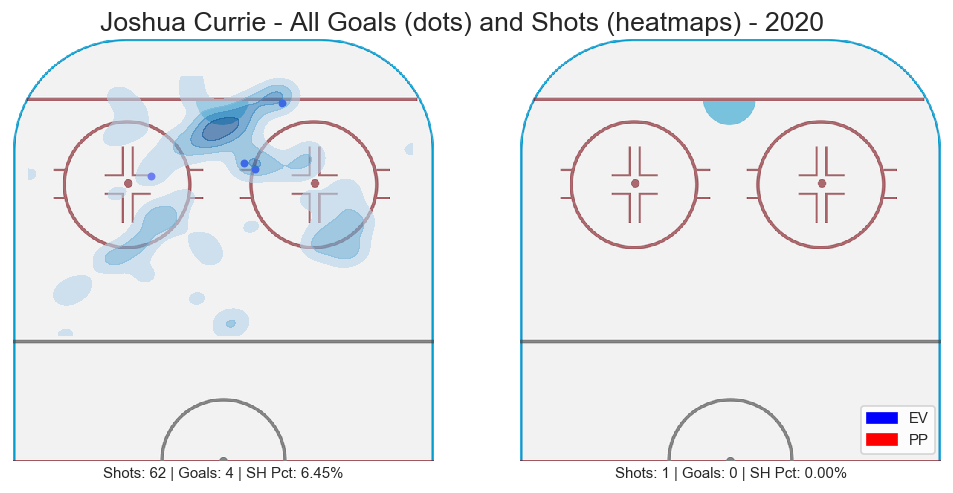 Joshua Currie - All Goals (dots) and Shots (heatmaps) - 2020
EV
PP
Shots: 62 | Goals: 4 | SH Pct: 6.45%
Shots: 1 | Goals: 0 | SH Pct: 0.00%